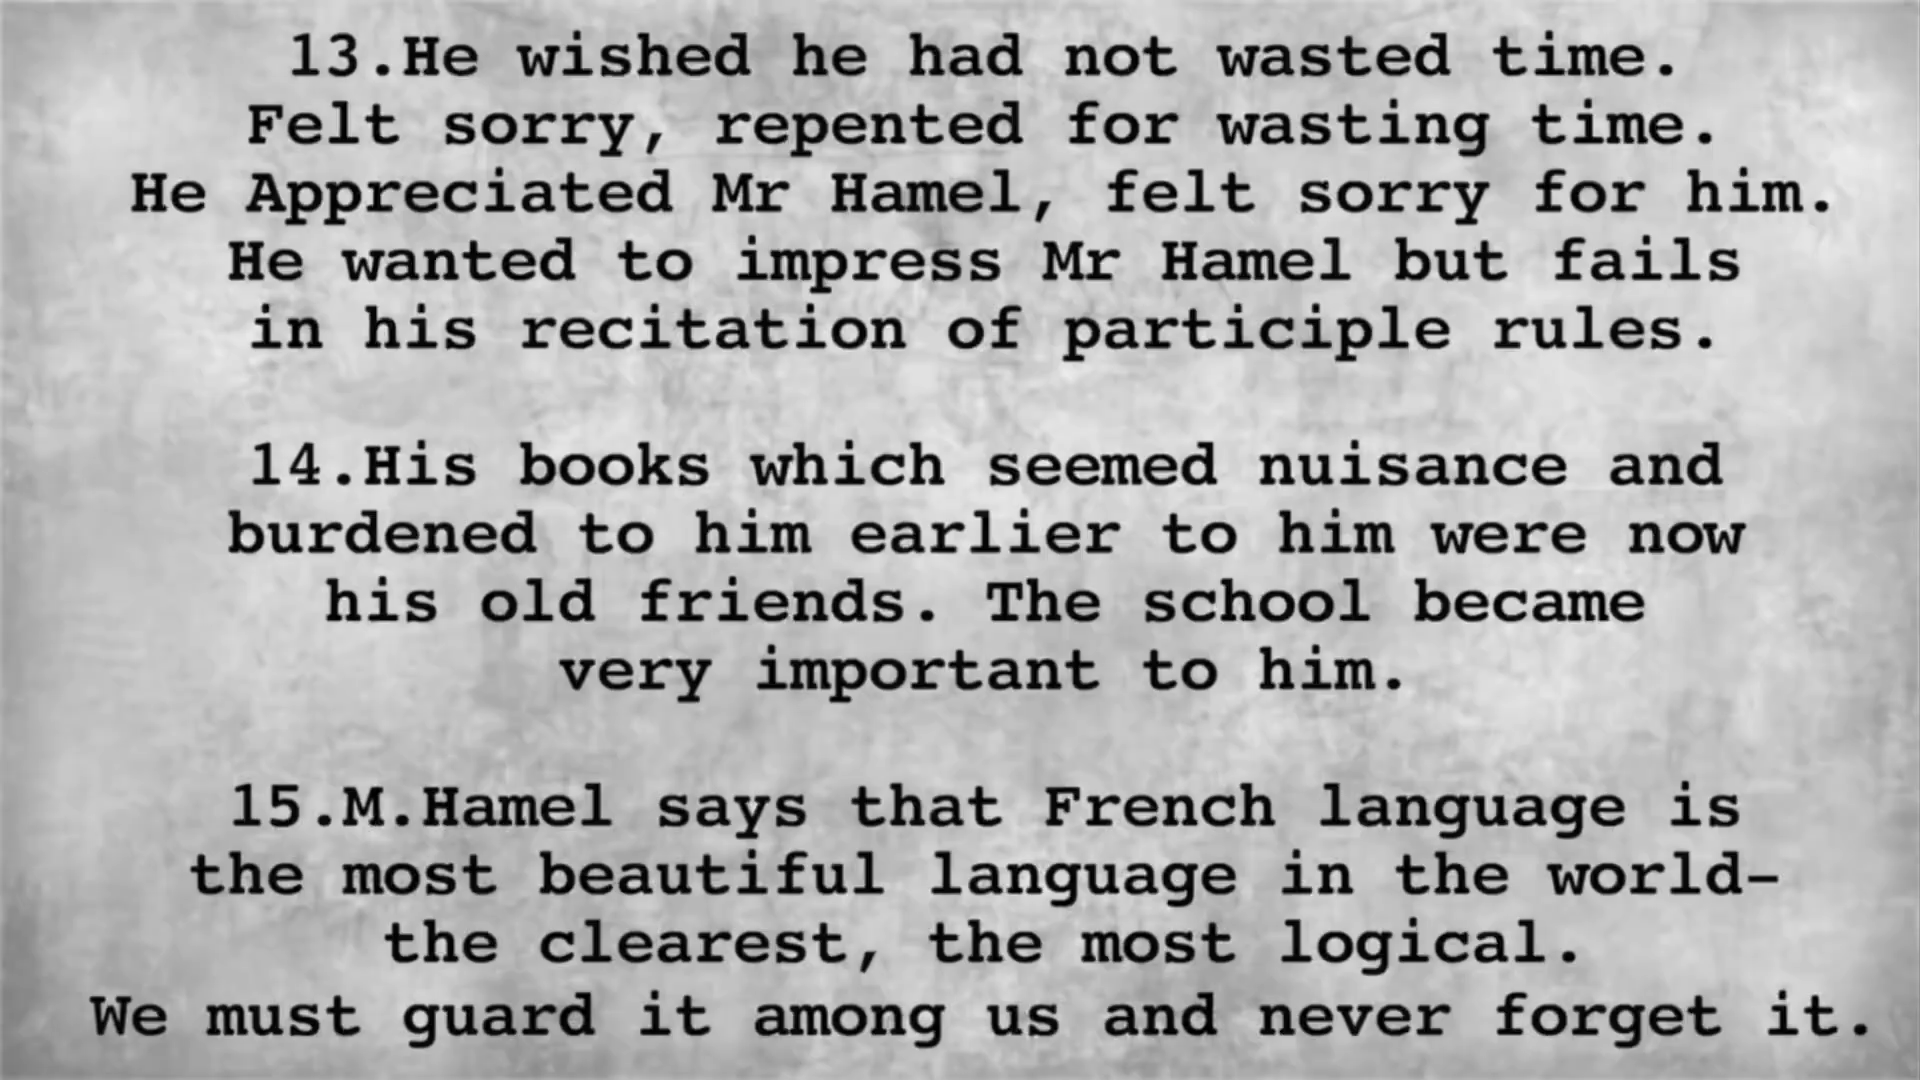 13.He wished he had not wasted time.
Felt sorry, repented for wasting time.
He Appreciated Mr Hamel, felt sorry for him.
He wanted to impress Mr Hamel but fails
in his recitation of participle rules.
14.His books which seemed nuisance and
burdened to him earlier to him were now
his old friends. The school became
very important to him.
15.M.Hamel says that French language is
the most beautiful language in the world-
the clearest, the most logical.
We must guard it among us and never forget it.